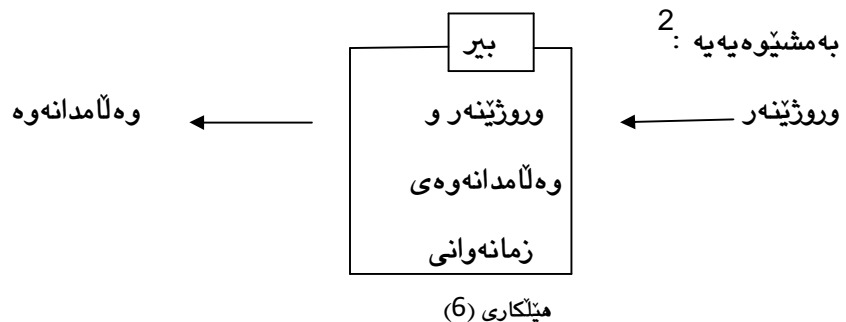 بەمشێوەیەیە :2
بیر
وروژێنەر
وروژێنەر و
وەڵامدانەوە
وەڵامدانەوەی
زمانەوانی
هێڵکاری (6)